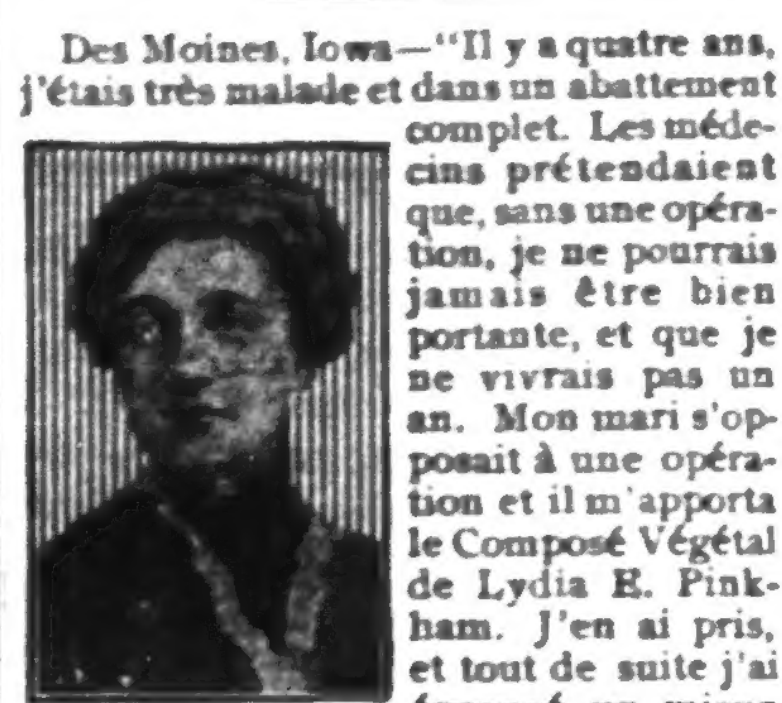 Des Moines, Iowa—“Il y a quatre ans,
j'étais très malade et dans un abattement
complet. Les méde-
cins prétendaient
que, sans une opéra-
tion, je ne pourrais
jamais être bien
portante, et que je
ne vivrais pas un
an. Mon mari s'op-
posait à une opéra-
tion et il m'apporta
le Composé Végétal
de Lydia E. Pink-
ham. J'en ai pris,
et tout de suite j'ai